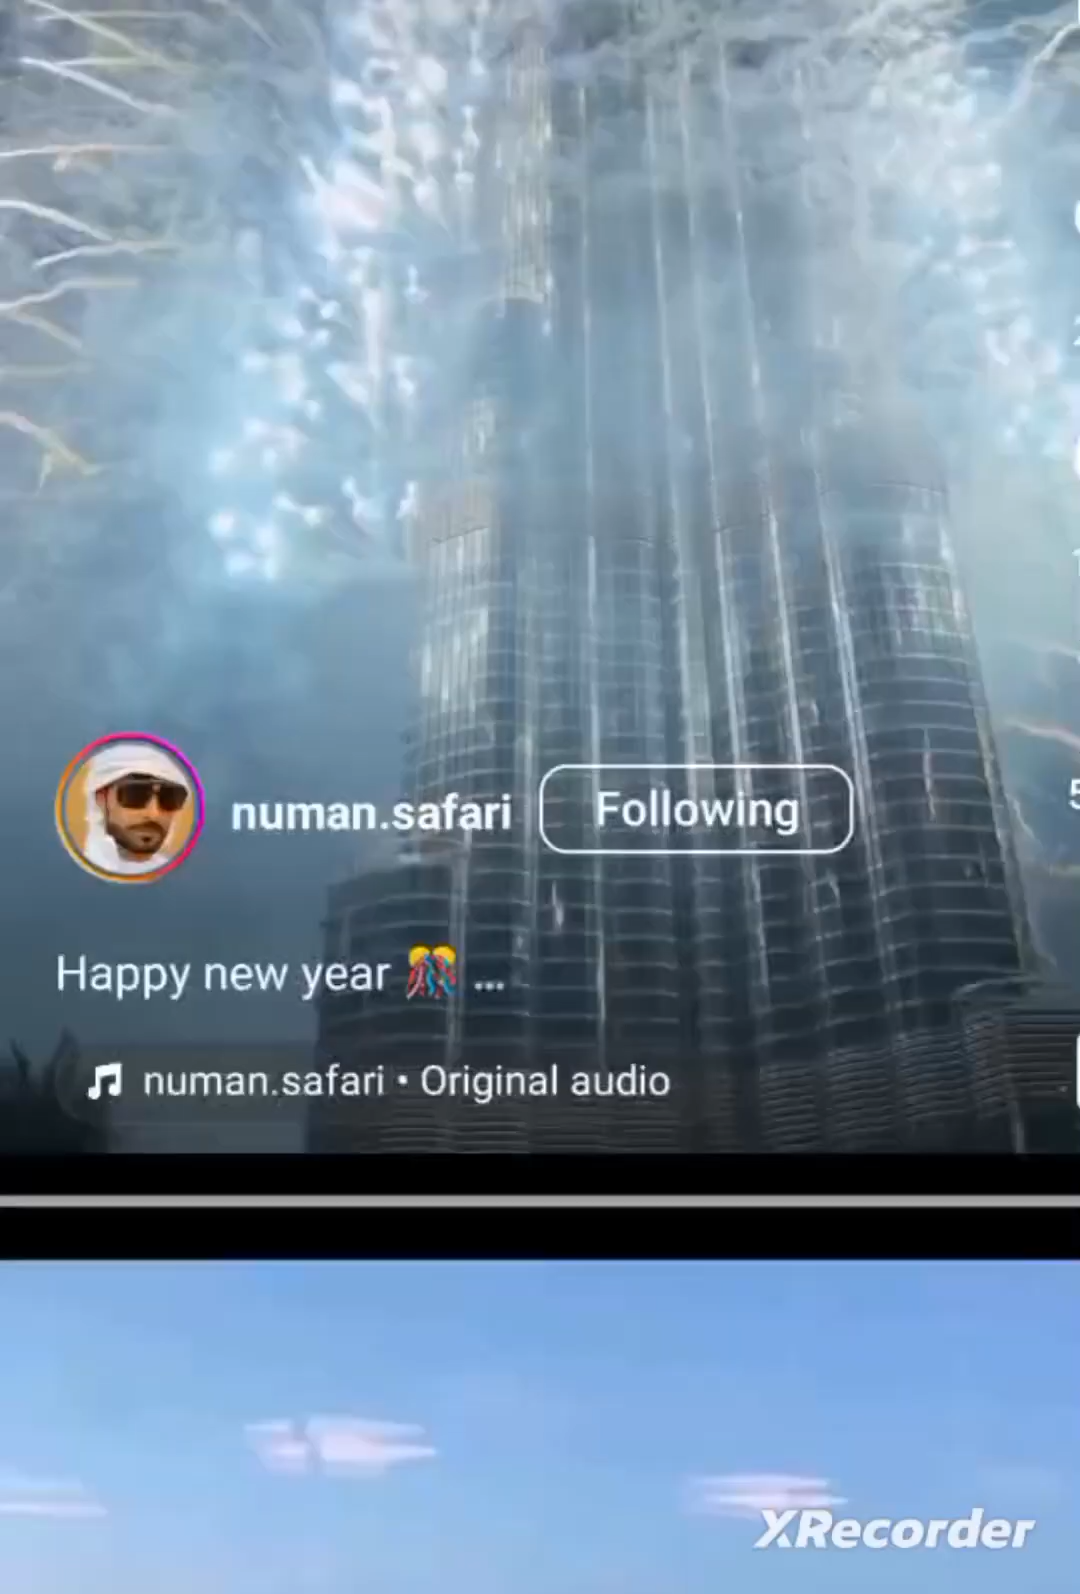 numan.safari Following
Happy new year 🎊 ...
numan.safari • Original audio
XRecorder